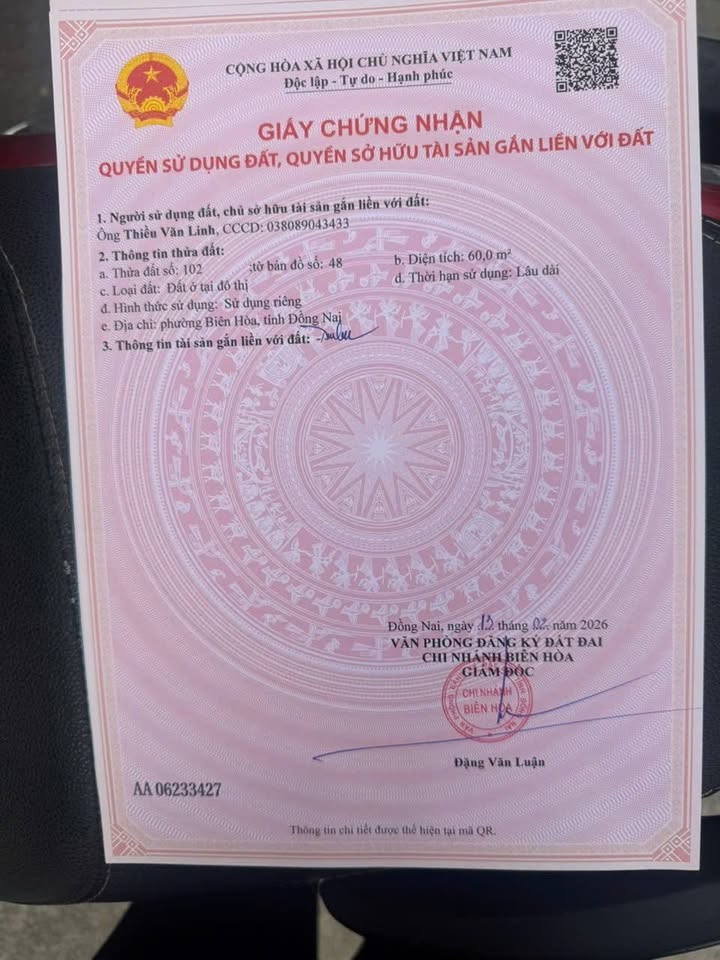 CỘNG HÒA XÃ HỘI CHỦ NGHĨA VIỆT NAM
Độc lập - Tự do - Hạnh phúc
GIẤY CHỨNG NHẬN
QUYỀN SỬ DỤNG ĐẤT, QUYỀN SỞ HỮU TÀI SẢN GẮN LIỀN VỚI ĐẤT
1. Người sử dụng đất, chủ sở hữu tài sản gắn liền với đất:
Ông Thiều Văn Linh, CCCD: 038089043433
2. Thông tin thửa đất:
a. Thửa đất số: 102 ;tờ bản đồ số: 48 b. Diện tích: 60,0 m²
c. Loại đất: Đất ở tại đô thị d. Thời hạn sử dụng: Lâu dài
đ. Hình thức sử dụng: Sử dụng riêng
e. Địa chỉ: phường Biên Hòa, tỉnh Đồng Nai
3. Thông tin tài sản gắn liền với đất: -
Đồng Nai, ngày 13 tháng 02 năm 2026
VĂN PHÒNG ĐĂNG KÝ ĐẤT ĐAI
CHI NHÁNH BIÊN HÒA
GIÁM ĐỐC
CHI NHÁNH
BIÊN HÒA
Đặng Văn Luận
AA 06233427
Thông tin chi tiết được thể hiện tại mã QR.